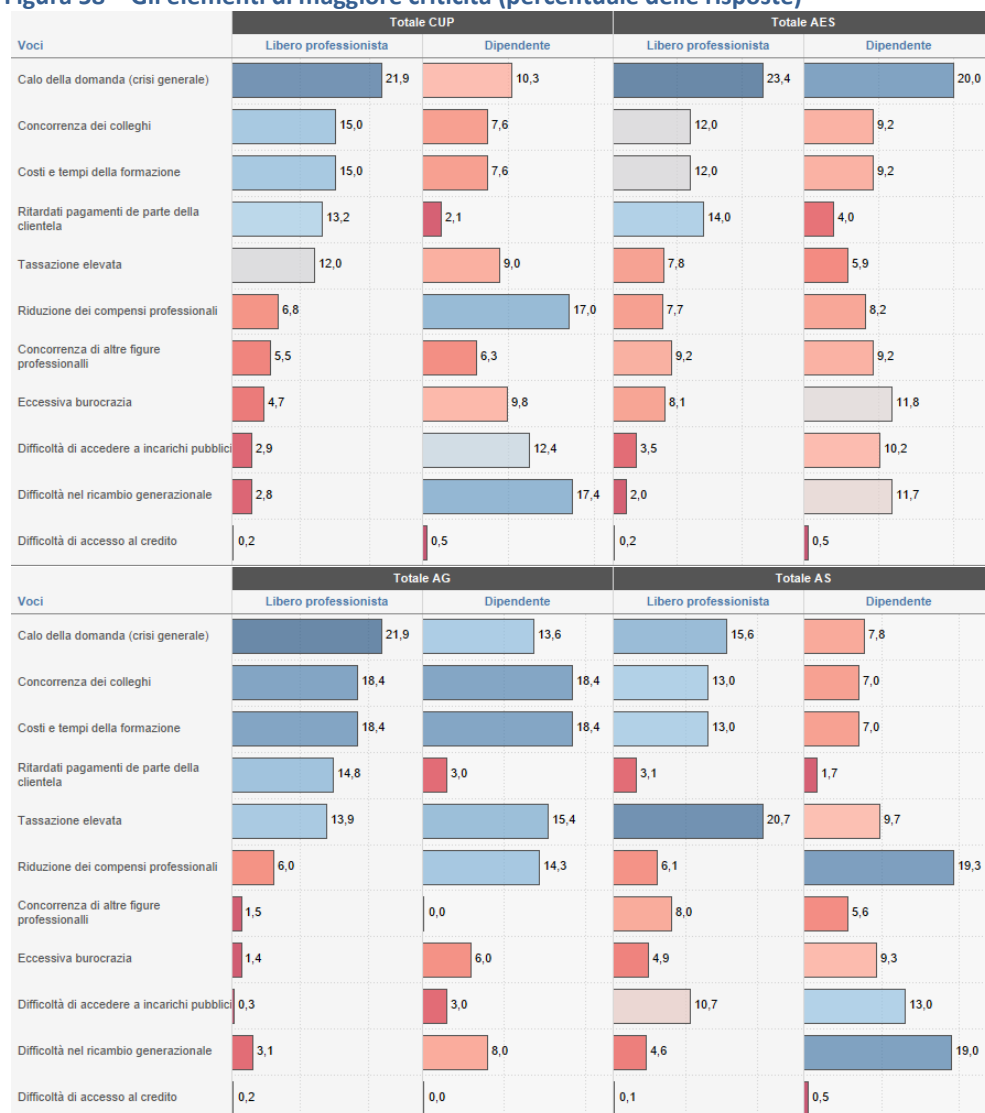 Figura 38 – Gli elementi di maggiore criticità (percentuale delle risposte)
Totale CUP Totale AES
Voci Libero professionista Dipendente Libero professionista Dipendente
Calo della domanda (crisi generale) 21,9 10,3 23,4 20,0
Concorrenza dei colleghi 15,0 7,6 12,0 9,2
Costi e tempi della formazione 15,0 7,6 12,0 9,2
Ritardati pagamenti de parte della
clientela 13,2 2,1 14,0 4,0
Tassazione elevata 12,0 9,0 7,8 5,9
Riduzione dei compensi professionali 6,8 17,0 7,7 8,2
Concorrenza di altre figure
professionalli 5,5 6,3 9,2 9,2
Eccessiva burocrazia 4,7 9,8 8,1 11,8
Difficoltà di accedere a incarichi pubblici 2,9 12,4 3,5 10,2
Difficoltà nel ricambio generazionale 2,8 17,4 2,0 11,7
Difficoltà di accesso al credito 0,2 0,5 0,2 0,5
Totale AG Totale AS
Voci Libero professionista Dipendente Libero professionista Dipendente
Calo della domanda (crisi generale) 21,9 13,6 15,6 7,8
Concorrenza dei colleghi 18,4 18,4 13,0 7,0
Costi e tempi della formazione 18,4 18,4 13,0 7,0
Ritardati pagamenti de parte della
clientela 14,8 3,0 3,1 1,7
Tassazione elevata 13,9 15,4 20,7 9,7
Riduzione dei compensi professionali 6,0 14,3 6,1 19,3
Concorrenza di altre figure
professionalli 1,5 0,0 8,0 5,6
Eccessiva burocrazia 1,4 6,0 4,9 9,3
Difficoltà di accedere a incarichi pubblici 0,3 3,0 10,7 13,0
Difficoltà nel ricambio generazionale 3,1 8,0 4,6 19,0
Difficoltà di accesso al credito 0,2 0,0 0,1 0,5